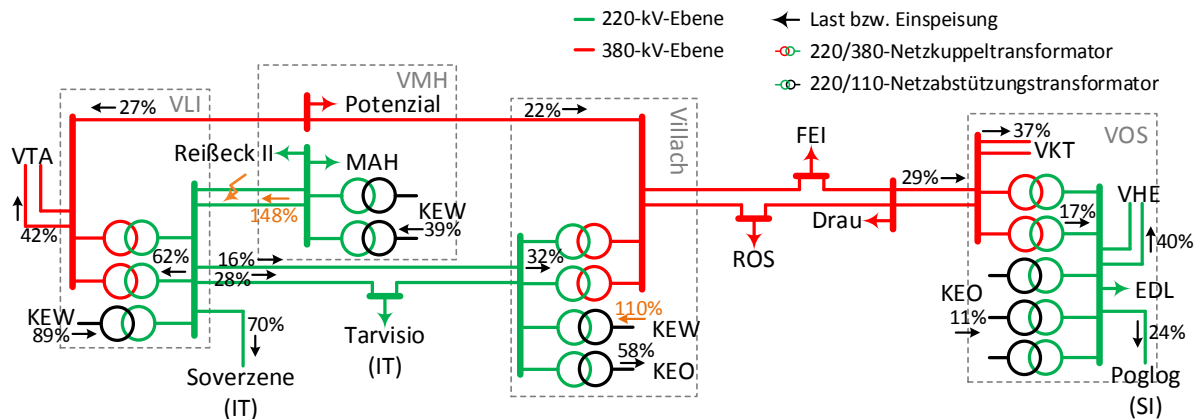 220-kV-Ebene
380-kV-Ebene
Last bzw. Einspeisung
220/380-Netzkuppeltransformator
220/110-Netzabstützungstransformator
VLI
VMH
Villach
VOS
27%
Potenzial
22%
FEI
37%
VKT
VTA
Reißeck II
MAH
29%
VHE
148%
KEW
39%
Drau
17%
42%
62%
16%
32%
ROS
40%
28%
KEO
11%
EDL
KEW
89%
70%
Tarvisio
(IT)
110%
KEW
58%
KEO
24%
Soverzene
(IT)
Poglog
(SI)